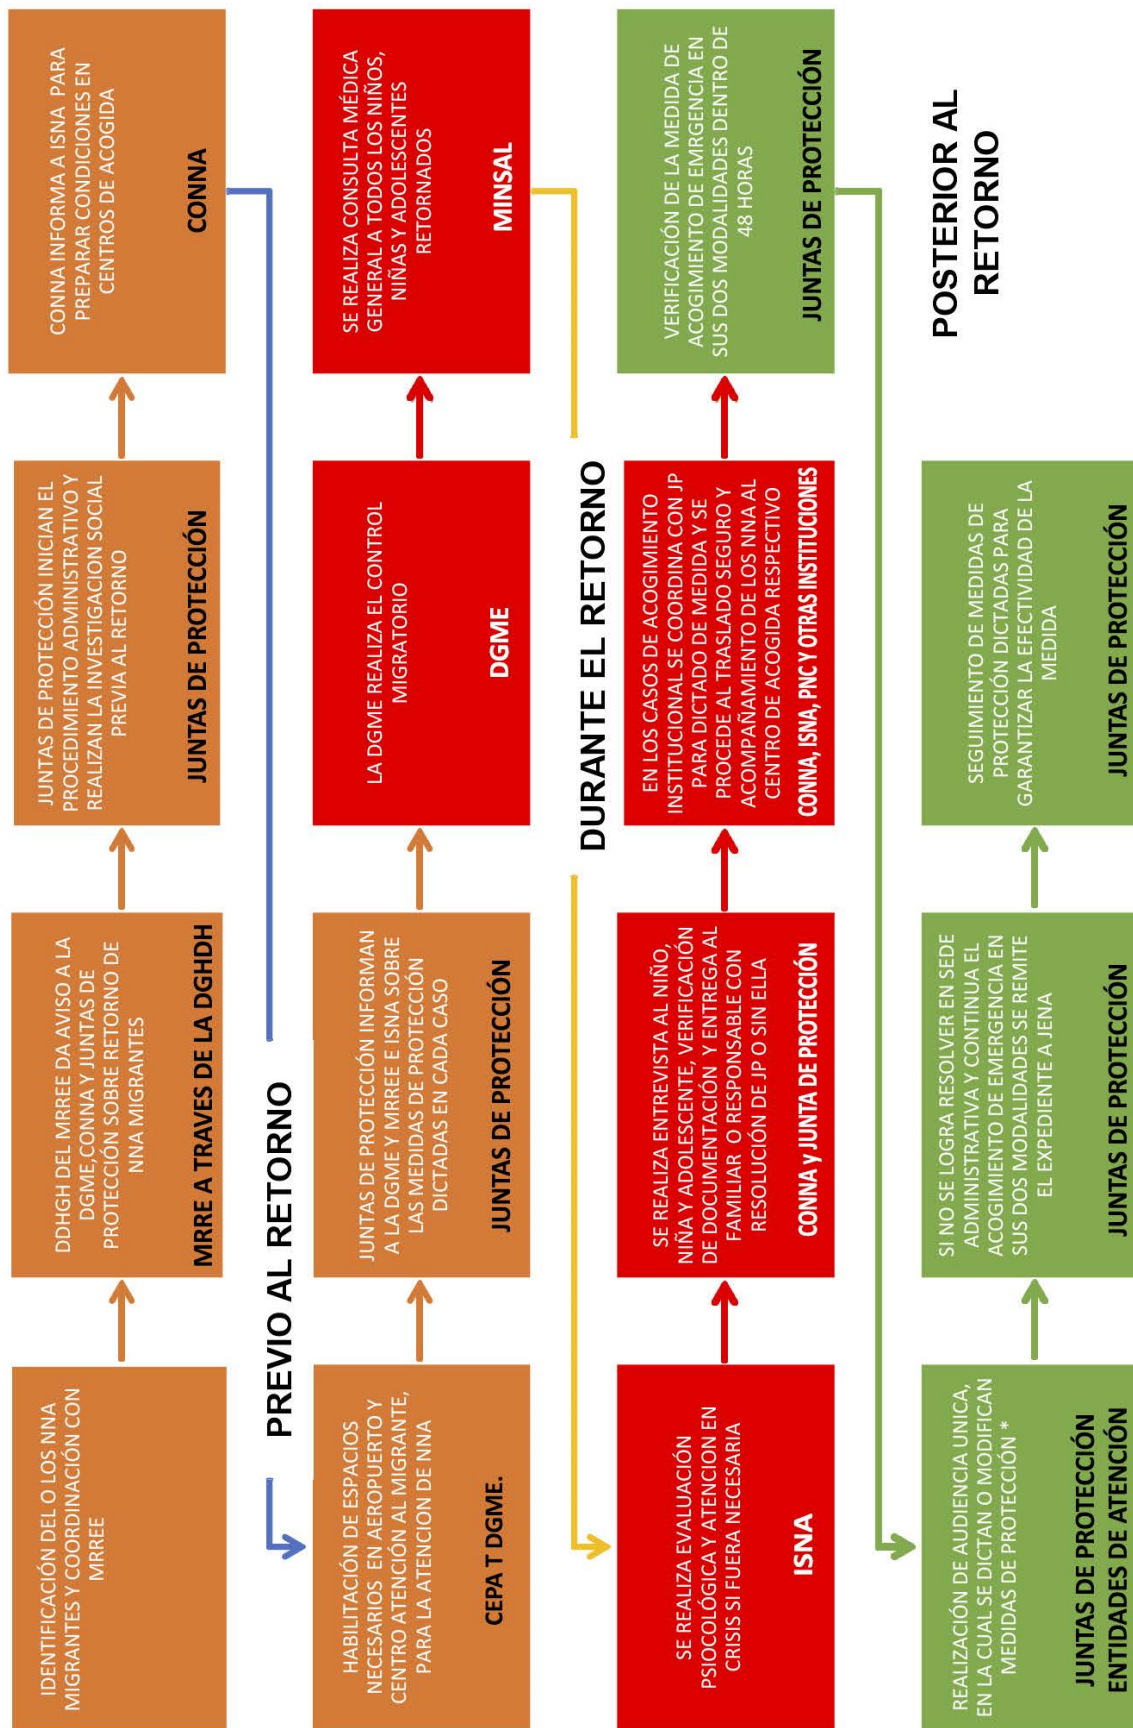 IDENTIFICACIÓN DEL O LOS NNA
MIGRANTES Y COORDINACIÓN CON
MRREE
DDHGH DEL MRREE DA AVISO A LA
DGME,CONNA Y JUNTAS DE
PROTECCIÓN SOBRE RETORNO DE
NNA MIGRANTES
MRRE A TRAVES DE LA DGHDH
JUNTAS DE PROTECCIÓN INICIAN EL
PROCEDIMIENTO ADMINISTRATIVO Y
REALIZAN LA INVESTIGACION SOCIAL
PREVIA AL RETORNO
JUNTAS DE PROTECCIÓN
CONNA INFORMA A ISNA PARA
PREPARAR CONDICIONES EN
CENTROS DE ACOGIDA
CONNA
PREVIO AL RETORNO
HABILITACIÓN DE ESPACIOS
NECESARIOS EN AEROPUERTO Y
CENTRO ATENCIÓN AL MIGRANTE,
PARA LA ATENCION DE NNA
CEPA T DGME.
JUNTAS DE PROTECCIÓN INFORMAN
A LA DGME Y MRREE E ISNA SOBRE
LAS MEDIDAS DE PROTECCIÓN
DICTADAS EN CADA CASO
JUNTAS DE PROTECCIÓN
LA DGME REALIZA EL CONTROL
MIGRATORIO
DGME
SE REALIZA CONSULTA MÉDICA
GENERAL A TODOS LOS NIÑOS,
NIÑAS Y ADOLESCENTES
RETORNADOS
MINSAL
DURANTE EL RETORNO
SE REALIZA EVALUACIÓN
PSIOCOLÓGICA Y ATENCION EN
CRISIS SI FUERA NECESARIA
ISNA
SE REALIZA ENTREVISTA AL NIÑO,
NIÑA Y ADOLESCENTE, VERIFICACIÓN
DE DOCUMENTACIÓN Y ENTREGA AL
FAMILIAR O RESPONSABLE CON
RESOLUCIÓN DE JP O SIN ELLA
CONNA y JUNTA DE PROTECCIÓN
EN LOS CASOS DE ACOGIMIENTO
INSTITUCIONAL SE COORDINA CON JP
PARA DICTADO DE MEDIDA Y SE
PROCEDE AL TRASLADO SEGURO Y
ACOMPAÑAMIENTO DE LOS NNA AL
CENTRO DE ACOGIDA RESPECTIVO
CONNA, ISNA, PNC Y OTRAS INSTITUCIONES
VERIFICACIÓN DE LA MEDIDA DE
ACOGIMIENTO DE EMRGENCIA EN
SUS DOS MODALIDADES DENTRO DE
48 HORAS
JUNTAS DE PROTECCIÓN
POSTERIOR AL
RETORNO
REALIZACIÓN DE AUDIENCIA UNICA,
EN LA CUAL SE DICTAN O MODIFICAN
MEDIDAS DE PROTECCIÓN *
JUNTAS DE PROTECCIÓN
ENTIDADES DE ATENCIÓN
SI NO SE LOGRA RESOLVER EN SEDE
ADMINISTRATIVA Y CONTINUA EL
ACOGIMIENTO DE EMERGENCIA EN
SUS DOS MODALIDADES SE REMITE
EL EXPEDIENTE A JENA
JUNTAS DE PROTECCIÓN
SEGUIMIENTO DE MEDIDAS DE
PROTECCIÓN DICTADAS PARA
GARANTIZAR LA EFECTIVIDAD DE LA
MEDIDA
JUNTAS DE PROTECCIÓN